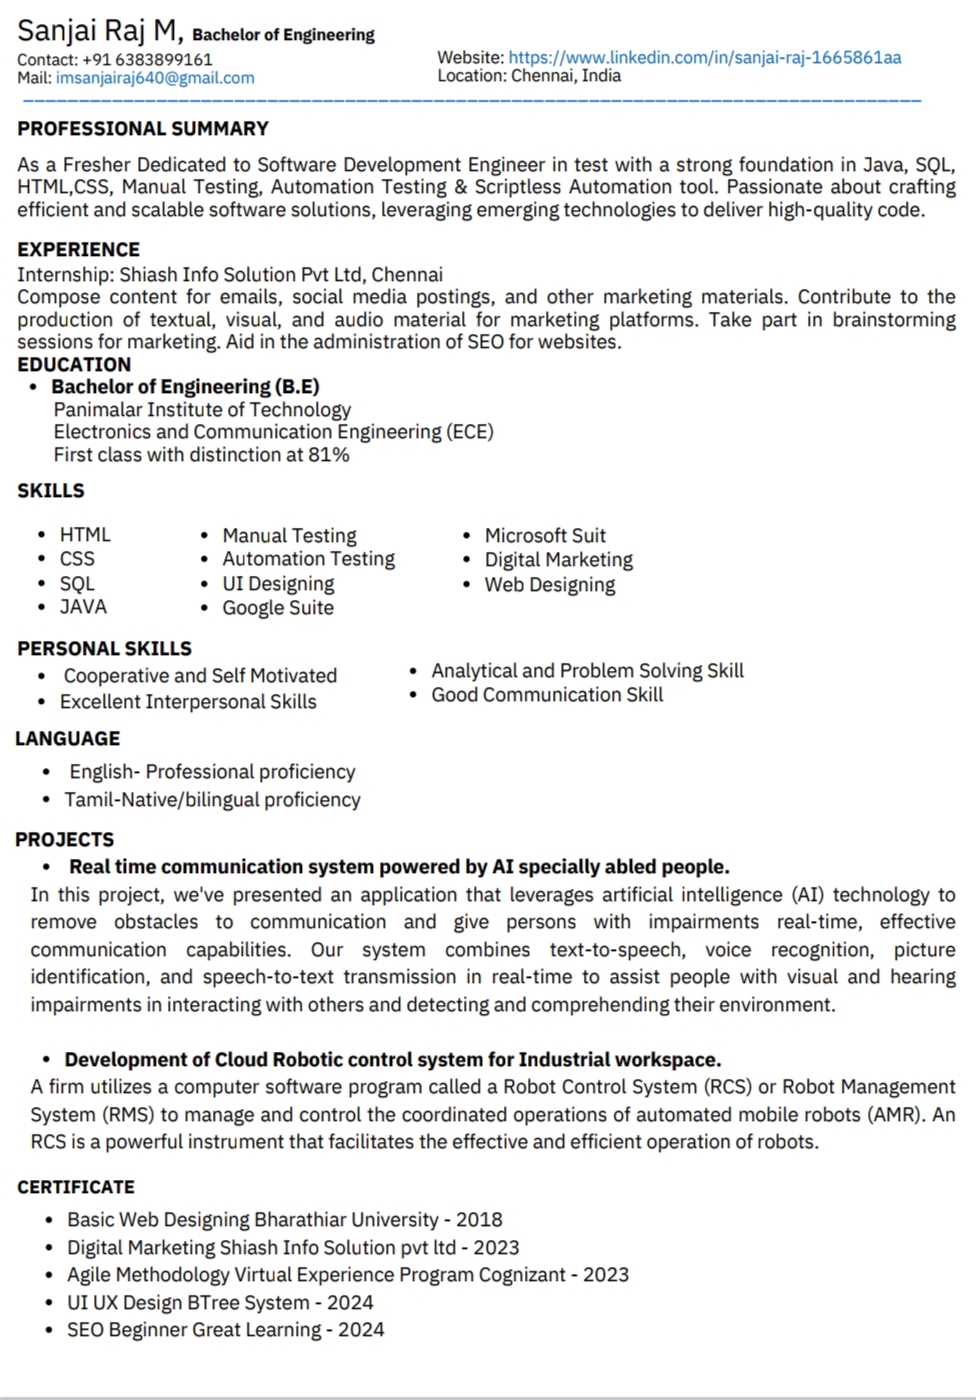 Sanjai Raj M, Bachelor of Engineering
Contact: +91 6383899161
Website: https://www.linkedin.com/in/sanjai-raj-1665861aa
Mail: imsanjairaj640@gmail.com
Location: Chennai, India
PROFESSIONAL SUMMARY
As a Fresher Dedicated to Software Development Engineer in test with a strong foundation in Java, SQL,
HTML,CSS, Manual Testing, Automation Testing & Scriptless Automation tool. Passionate about crafting
efficient and scalable software solutions, leveraging emerging technologies to deliver high-quality code.
EXPERIENCE
Internship: Shiash Info Solution Pvt Ltd, Chennai
Compose content for emails, social media postings, and other marketing materials. Contribute to the
production of textual, visual, and audio material for marketing platforms. Take part in brainstorming
sessions for marketing. Aid in the administration of SEO for websites.
EDUCATION
• Bachelor of Engineering (B.E)
Panimalar Institute of Technology
Electronics and Communication Engineering (ECE)
First class with distinction at 81%
SKILLS
• HTML
• CSS
• SQL
• JAVA
• Manual Testing
• Automation Testing
• UI Designing
• Google Suite
• Microsoft Suit
• Digital Marketing
• Web Designing
PERSONAL SKILLS
• Cooperative and Self Motivated
• Excellent Interpersonal Skills
• Analytical and Problem Solving Skill
• Good Communication Skill
LANGUAGE
• English- Professional proficiency
• Tamil-Native/bilingual proficiency
PROJECTS
• Real time communication system powered by AI specially abled people.
In this project, we've presented an application that leverages artificial intelligence (AI) technology to
remove obstacles to communication and give persons with impairments real-time, effective
communication capabilities. Our system combines text-to-speech, voice recognition, picture
identification, and speech-to-text transmission in real-time to assist people with visual and hearing
impairments in interacting with others and detecting and comprehending their environment.
• Development of Cloud Robotic control system for Industrial workspace.
A firm utilizes a computer software program called a Robot Control System (RCS) or Robot Management
System (RMS) to manage and control the coordinated operations of automated mobile robots (AMR). An
RCS is a powerful instrument that facilitates the effective and efficient operation of robots.
CERTIFICATE
• Basic Web Designing Bharathiar University - 2018
• Digital Marketing Shiash Info Solution pvt ltd - 2023
• Agile Methodology Virtual Experience Program Cognizant - 2023
• UI UX Design BTree System - 2024
• SEO Beginner Great Learning - 2024